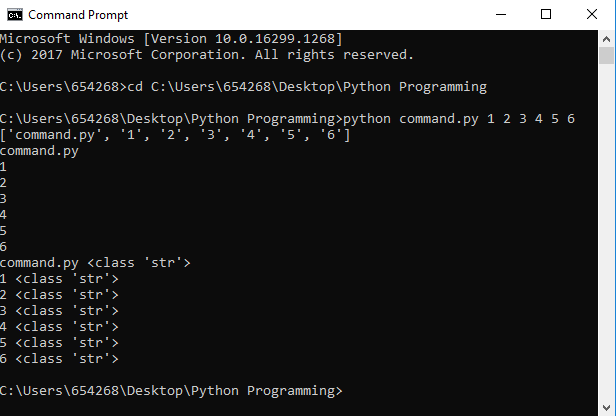 Command Prompt
Microsoft Windows [Version 10.0.16299.1268]
(c) 2017 Microsoft Corporation. All rights reserved.
C:\Users\654268>cd C:\Users\654268\Desktop\Python Programming
C:\Users\654268\Desktop\Python Programming>python command.py 1 2 3 4 5 6
['command.py', '1', '2', '3', '4', '5', '6']
command.py
1
2
3
4
5
6
command.py <class 'str'>
1 <class 'str'>
2 <class 'str'>
3 <class 'str'>
4 <class 'str'>
5 <class 'str'>
6 <class 'str'>
C:\Users\654268\Desktop\Python Programming>